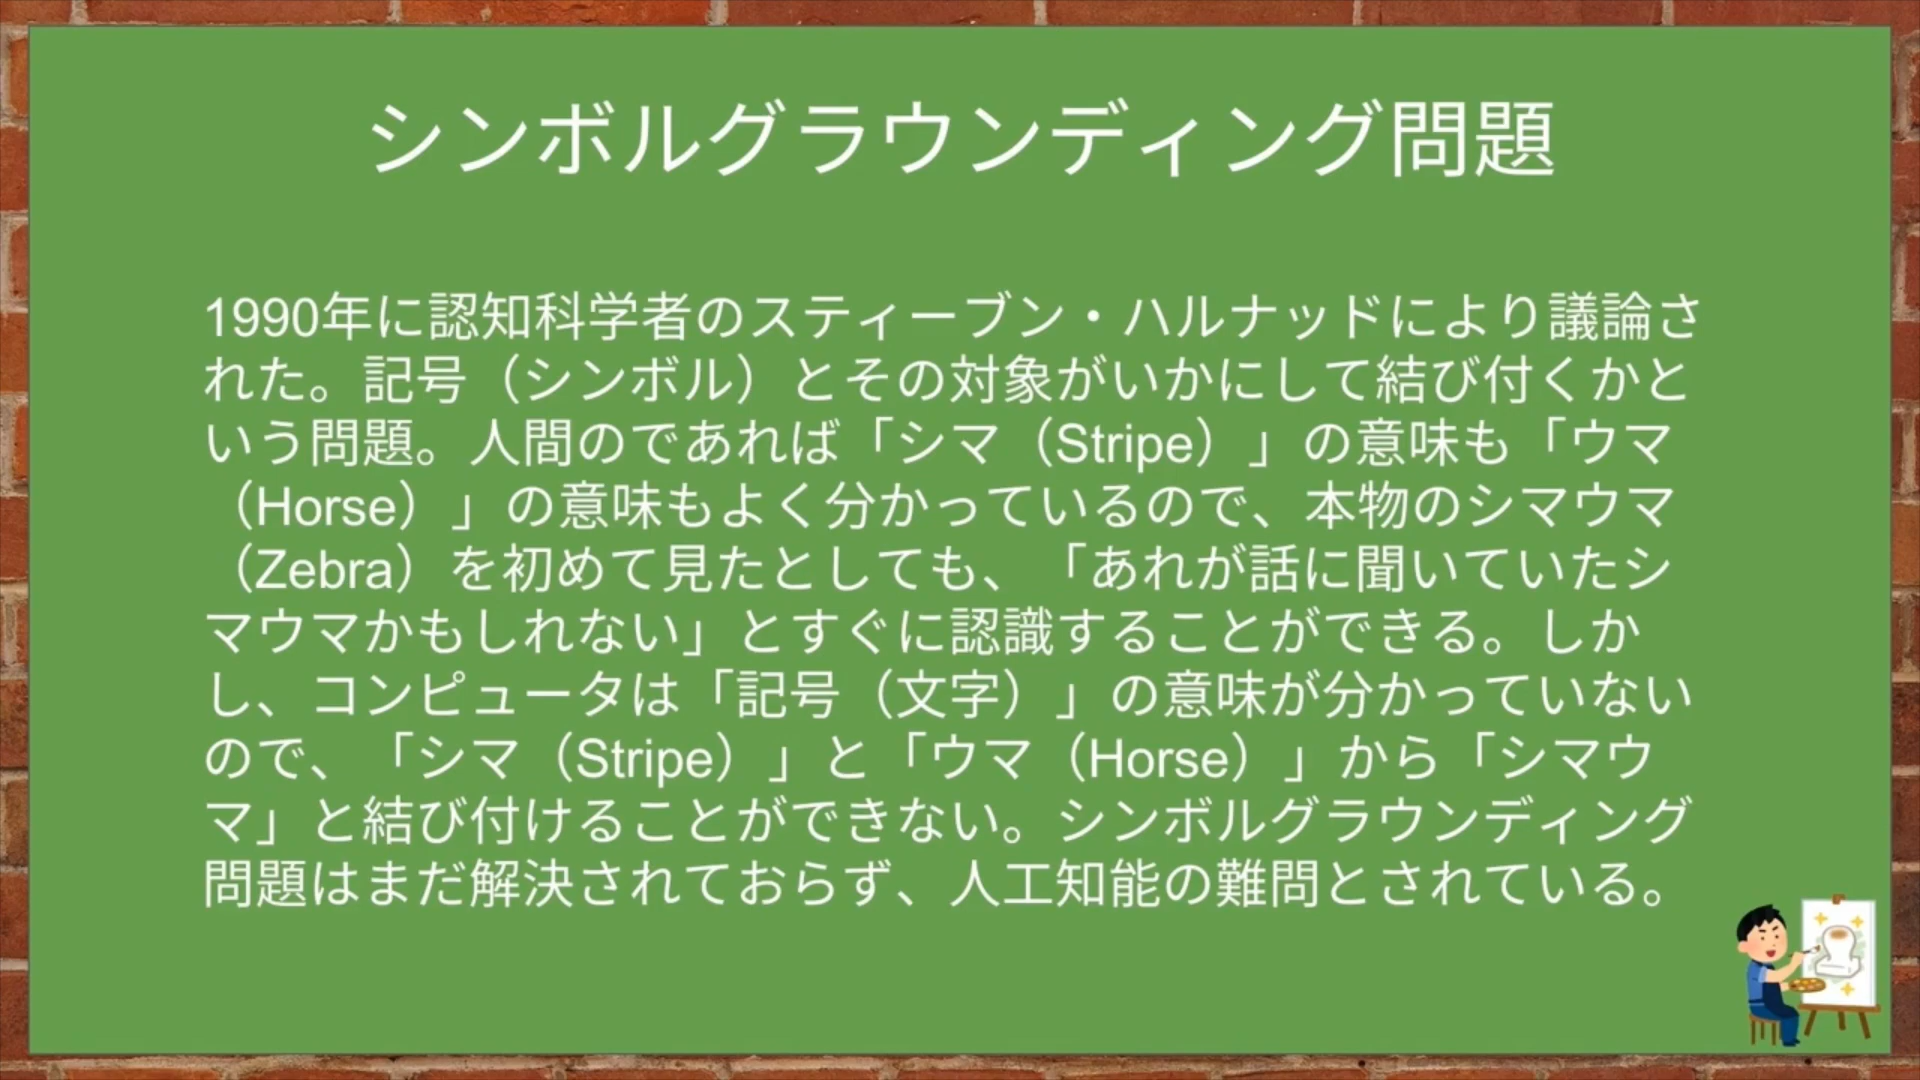 シンボルグラウンディング問題
1990年に認知科学者のスティーブン・ハルナッドにより議論さ
れた。記号（シンボル）とその対象がいかにして結び付くかと
いう問題。人間のであれば「シマ（Stripe）」の意味も「ウマ
（Horse）」の意味もよく分かっているので、本物のシマウマ
（Zebra）を初めて見たとしても、「あれが話に聞いていたシ
マウマかもしれない」とすぐに認識することができる。しか
し、コンピュータは「記号（文字）」の意味が分かっていない
ので、「シマ（Stripe）」と「ウマ（Horse）」から「シマウ
マ」と結び付けることができない。シンボルグラウンディング
問題はまだ解決されておらず、人工知能の難問とされている。